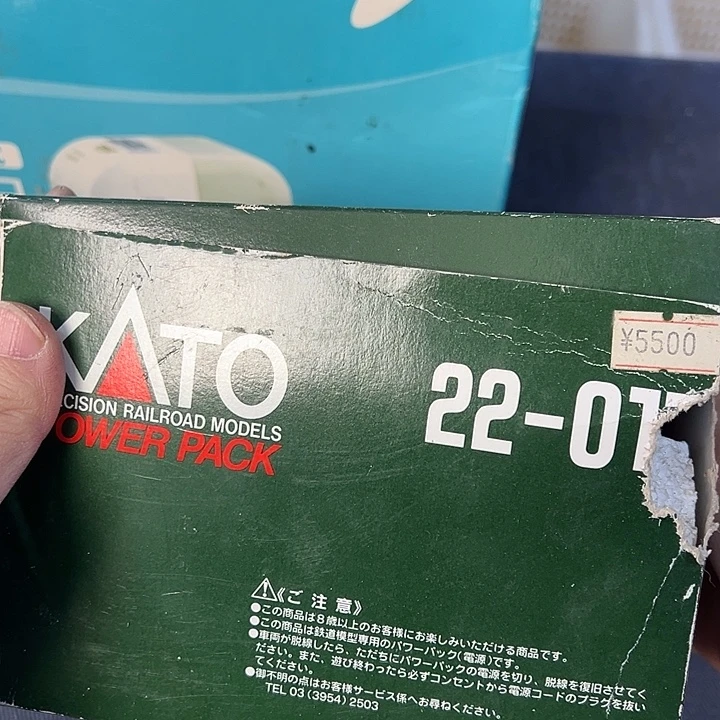 KATO
CISION RAILROAD MODELS
OWER PACK
22-01
¥5500
⚠《ご注意》
●この商品は8歳以上のお客様にお楽しみいただける商品です。
●この商品は鉄道模型専用のパワーパック(電源)です。
●車両が脱線したら、ただちにパワーパックの電源を切り、脱線を復旧させてく
ださい。また、遊び終わったら必ずコンセントから電源コードのプラグを抜い
てください。
●御不明の点はお客様サービス係へお尋ねください。
TEL 03(3954)2503